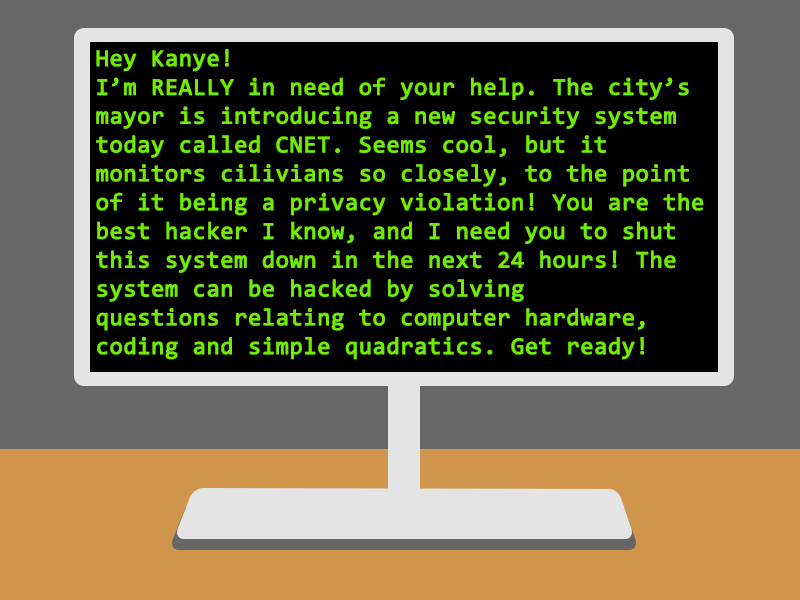 Hey Kanye!
I’m REALLY in need of your help. The city’s
mayor is introducing a new security system
today called CNET. Seems cool, but it
monitors cilivians so closely, to the point
of it being a privacy violation! You are the
best hacker I know, and I need you to shut
this system down in the next 24 hours! The
system can be hacked by solving
questions relating to computer hardware,
coding and simple quadratics. Get ready!